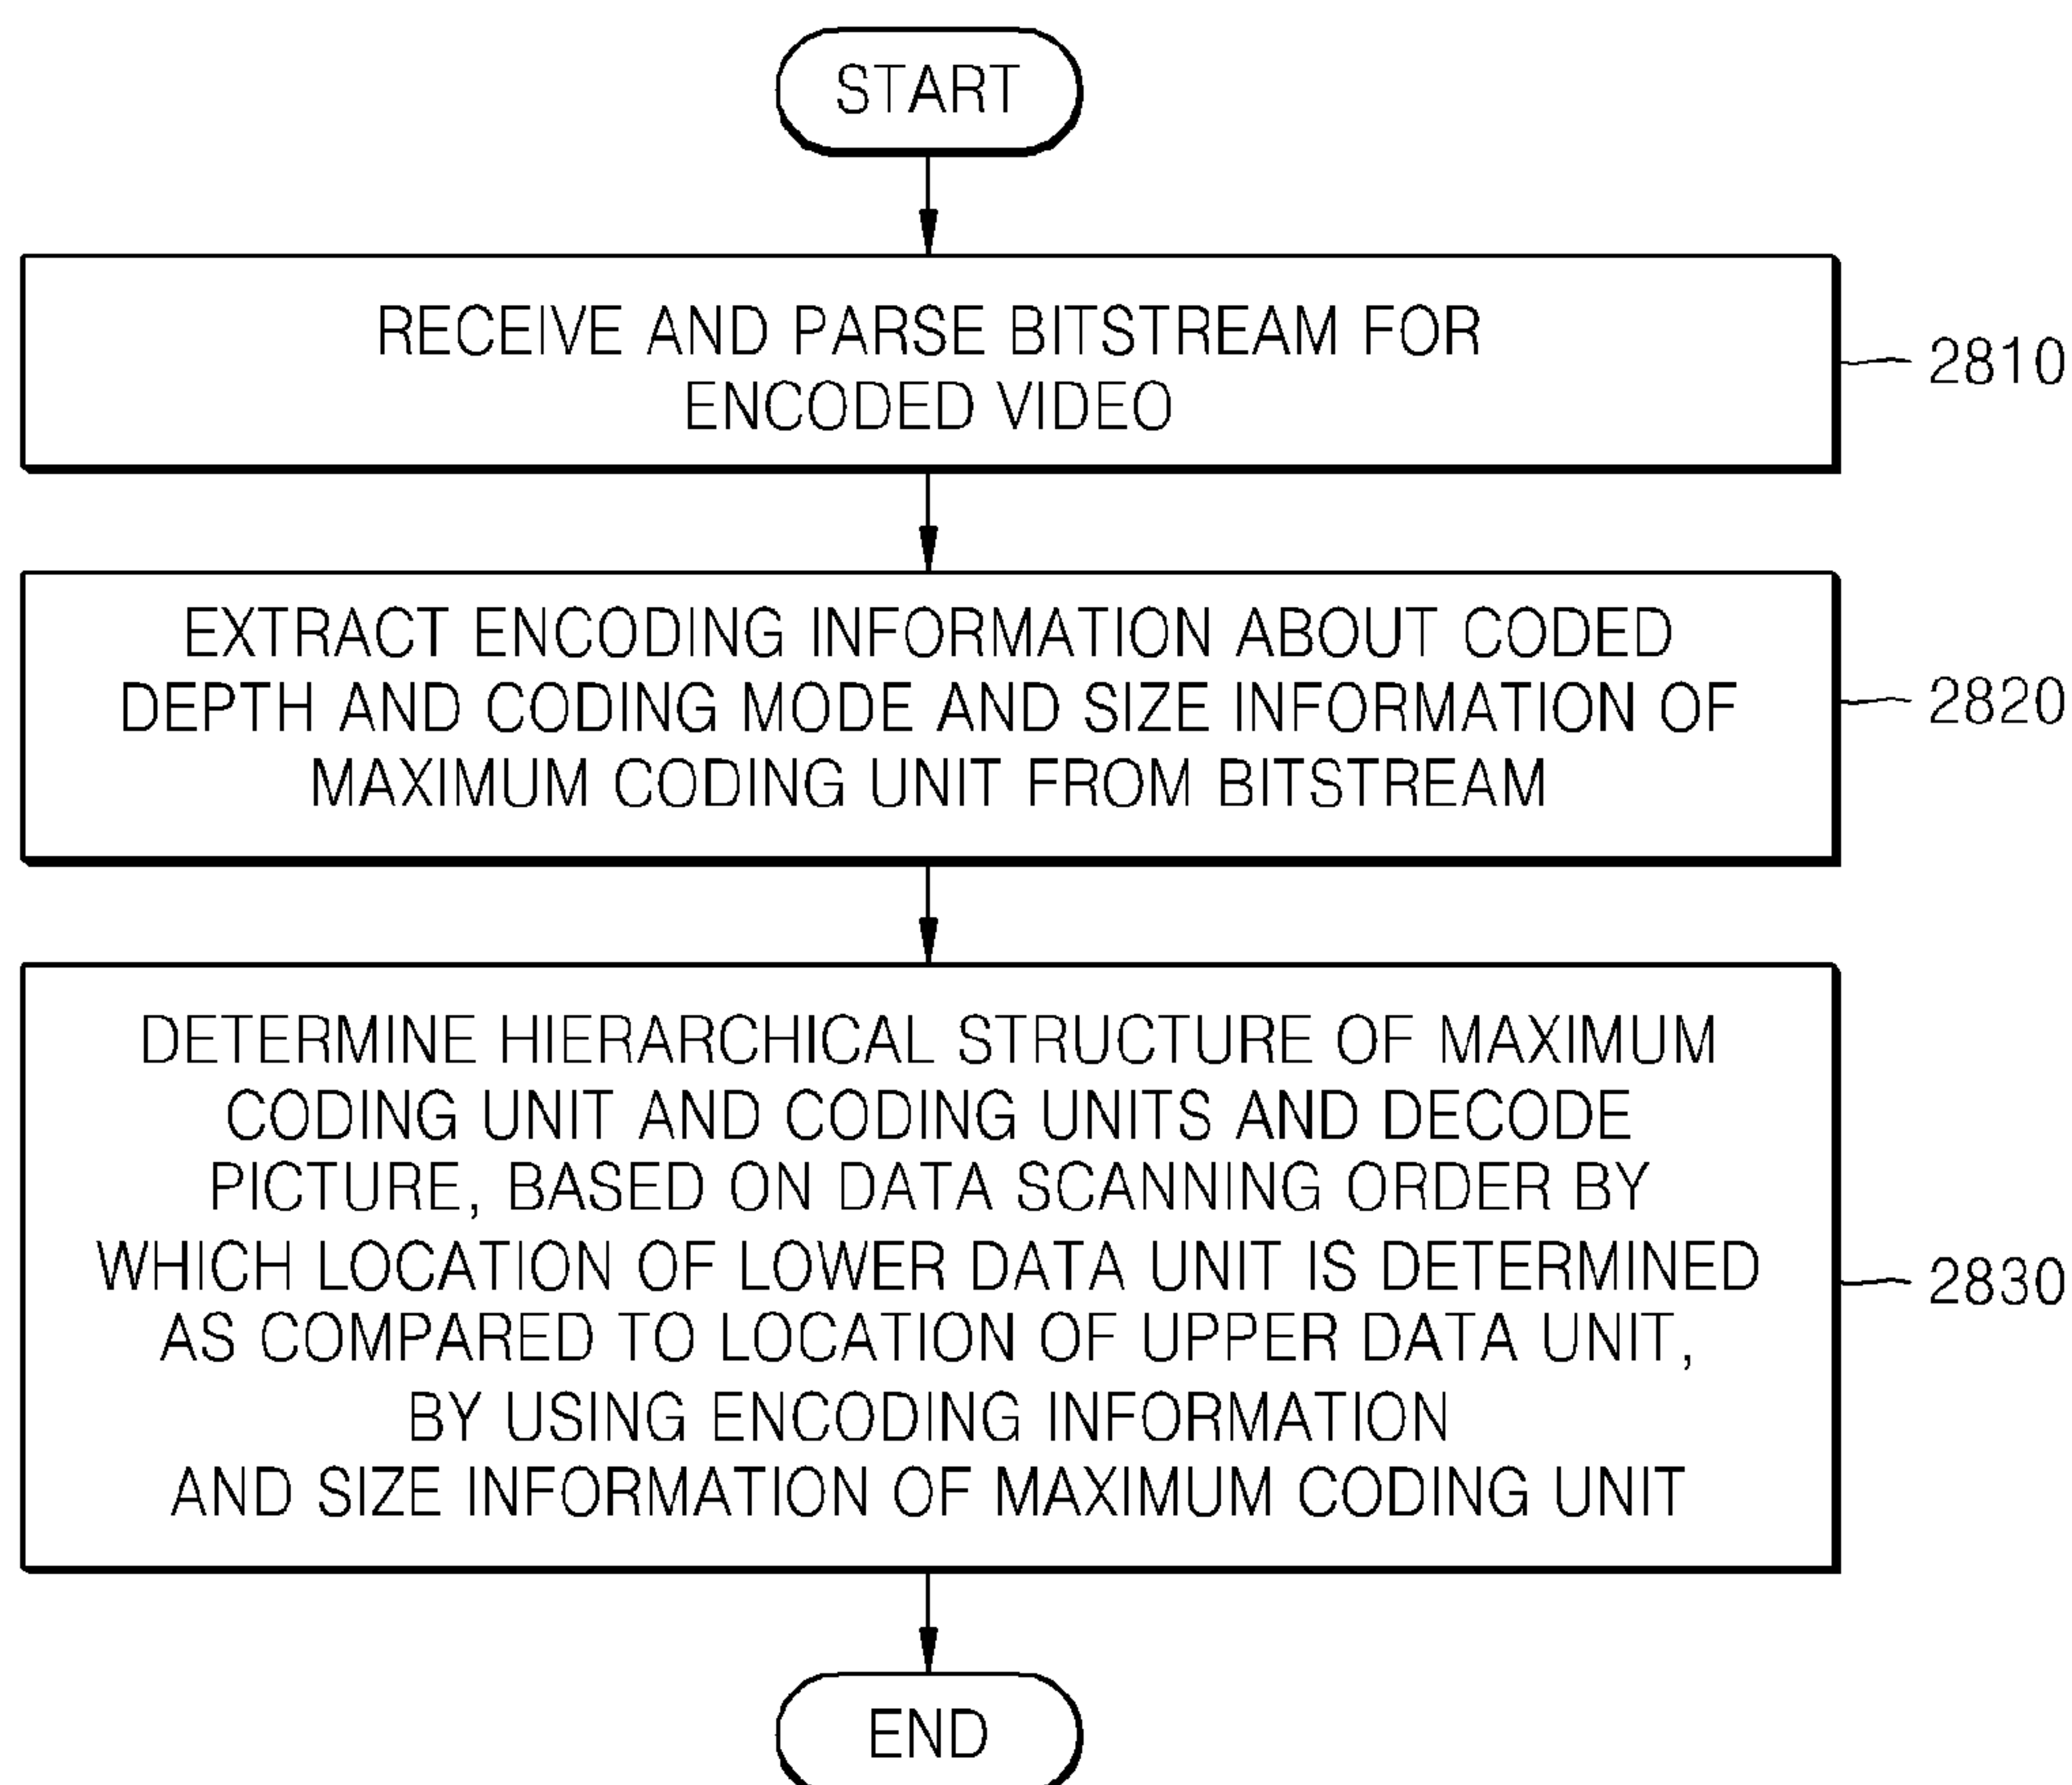 START
RECEIVE AND PARSE BITSTREAM FOR
ENCODED VIDEO
2810
EXTRACT ENCODING INFORMATION ABOUT CODED
DEPTH AND CODING MODE AND SIZE INFORMATION OF
MAXIMUM CODING UNIT FROM BITSTREAM
2820
DETERMINE HIERARCHICAL STRUCTURE OF MAXIMUM
CODING UNIT AND CODING UNITS AND DECODE
PICTURE, BASED ON DATA SCANNING ORDER BY
WHICH LOCATION OF LOWER DATA UNIT IS DETERMINED
AS COMPARED TO LOCATION OF UPPER DATA UNIT,
BY USING ENCODING INFORMATION
AND SIZE INFORMATION OF MAXIMUM CODING UNIT
2830
END